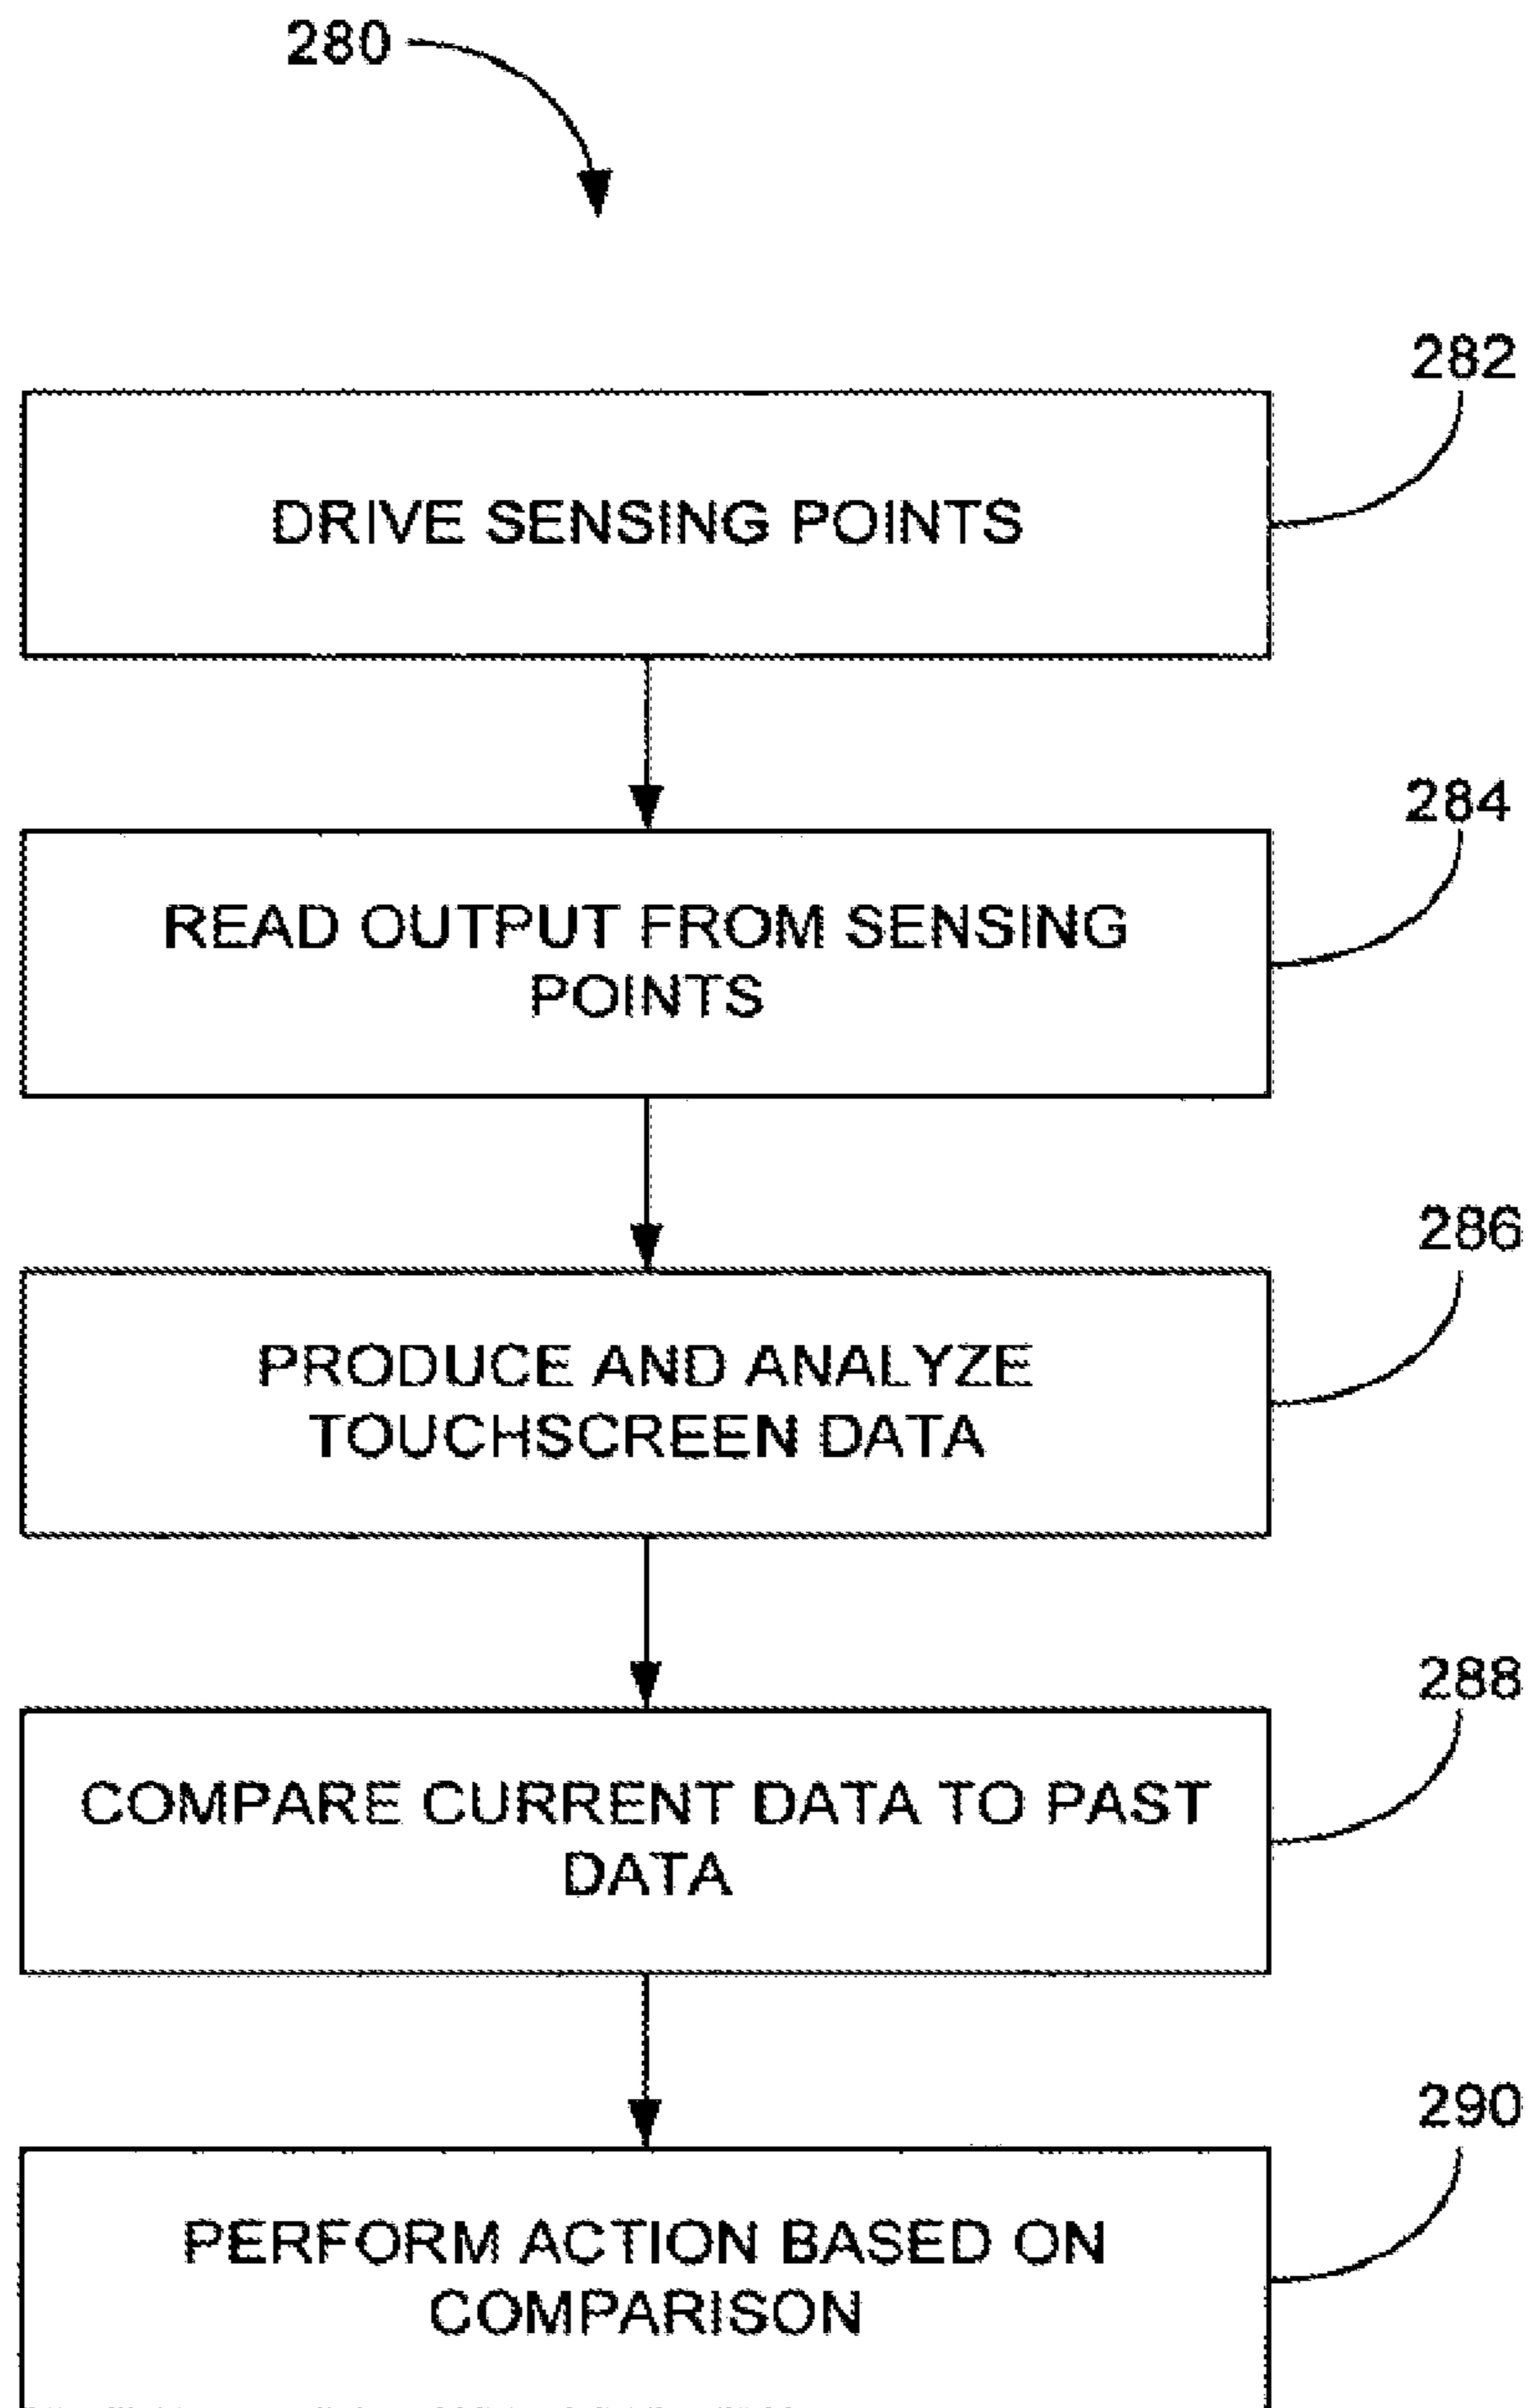 280
282
DRIVE SENSING POINTS
284
READ OUTPUT FROM SENSING
POINTS
286
PRODUCE AND ANALYZE
TOUCHSCREEN DATA
288
COMPARE CURRENT DATA TO PAST
DATA
290
PERFORM ACTION BASED ON
COMPARISON